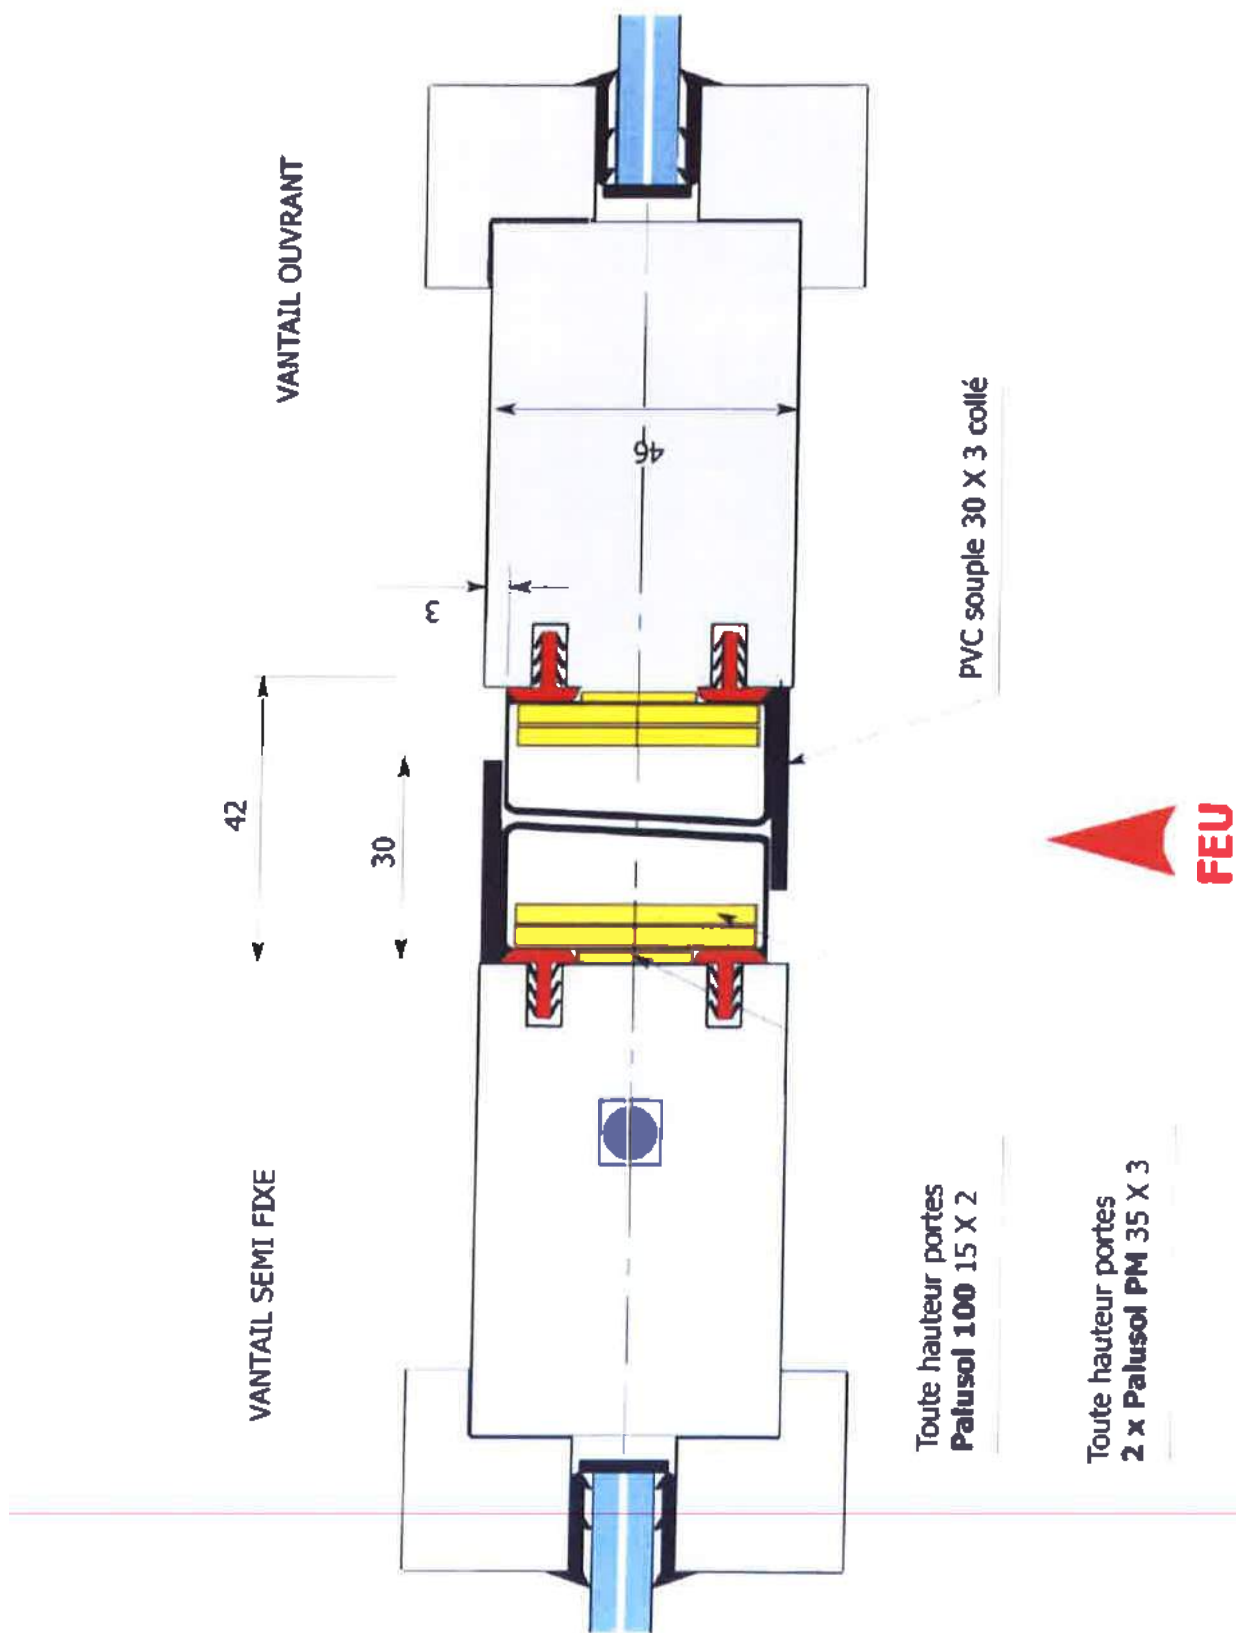 VANTAIL SEMI FIXE
VANTAIL OUVRANT
42
30
3
46
PVC souple 30 X 3 collé
Toute hauteur portes
Palusol 100 15 X 2
Toute hauteur portes
2 x Palusol PM 35 X 3
FEU